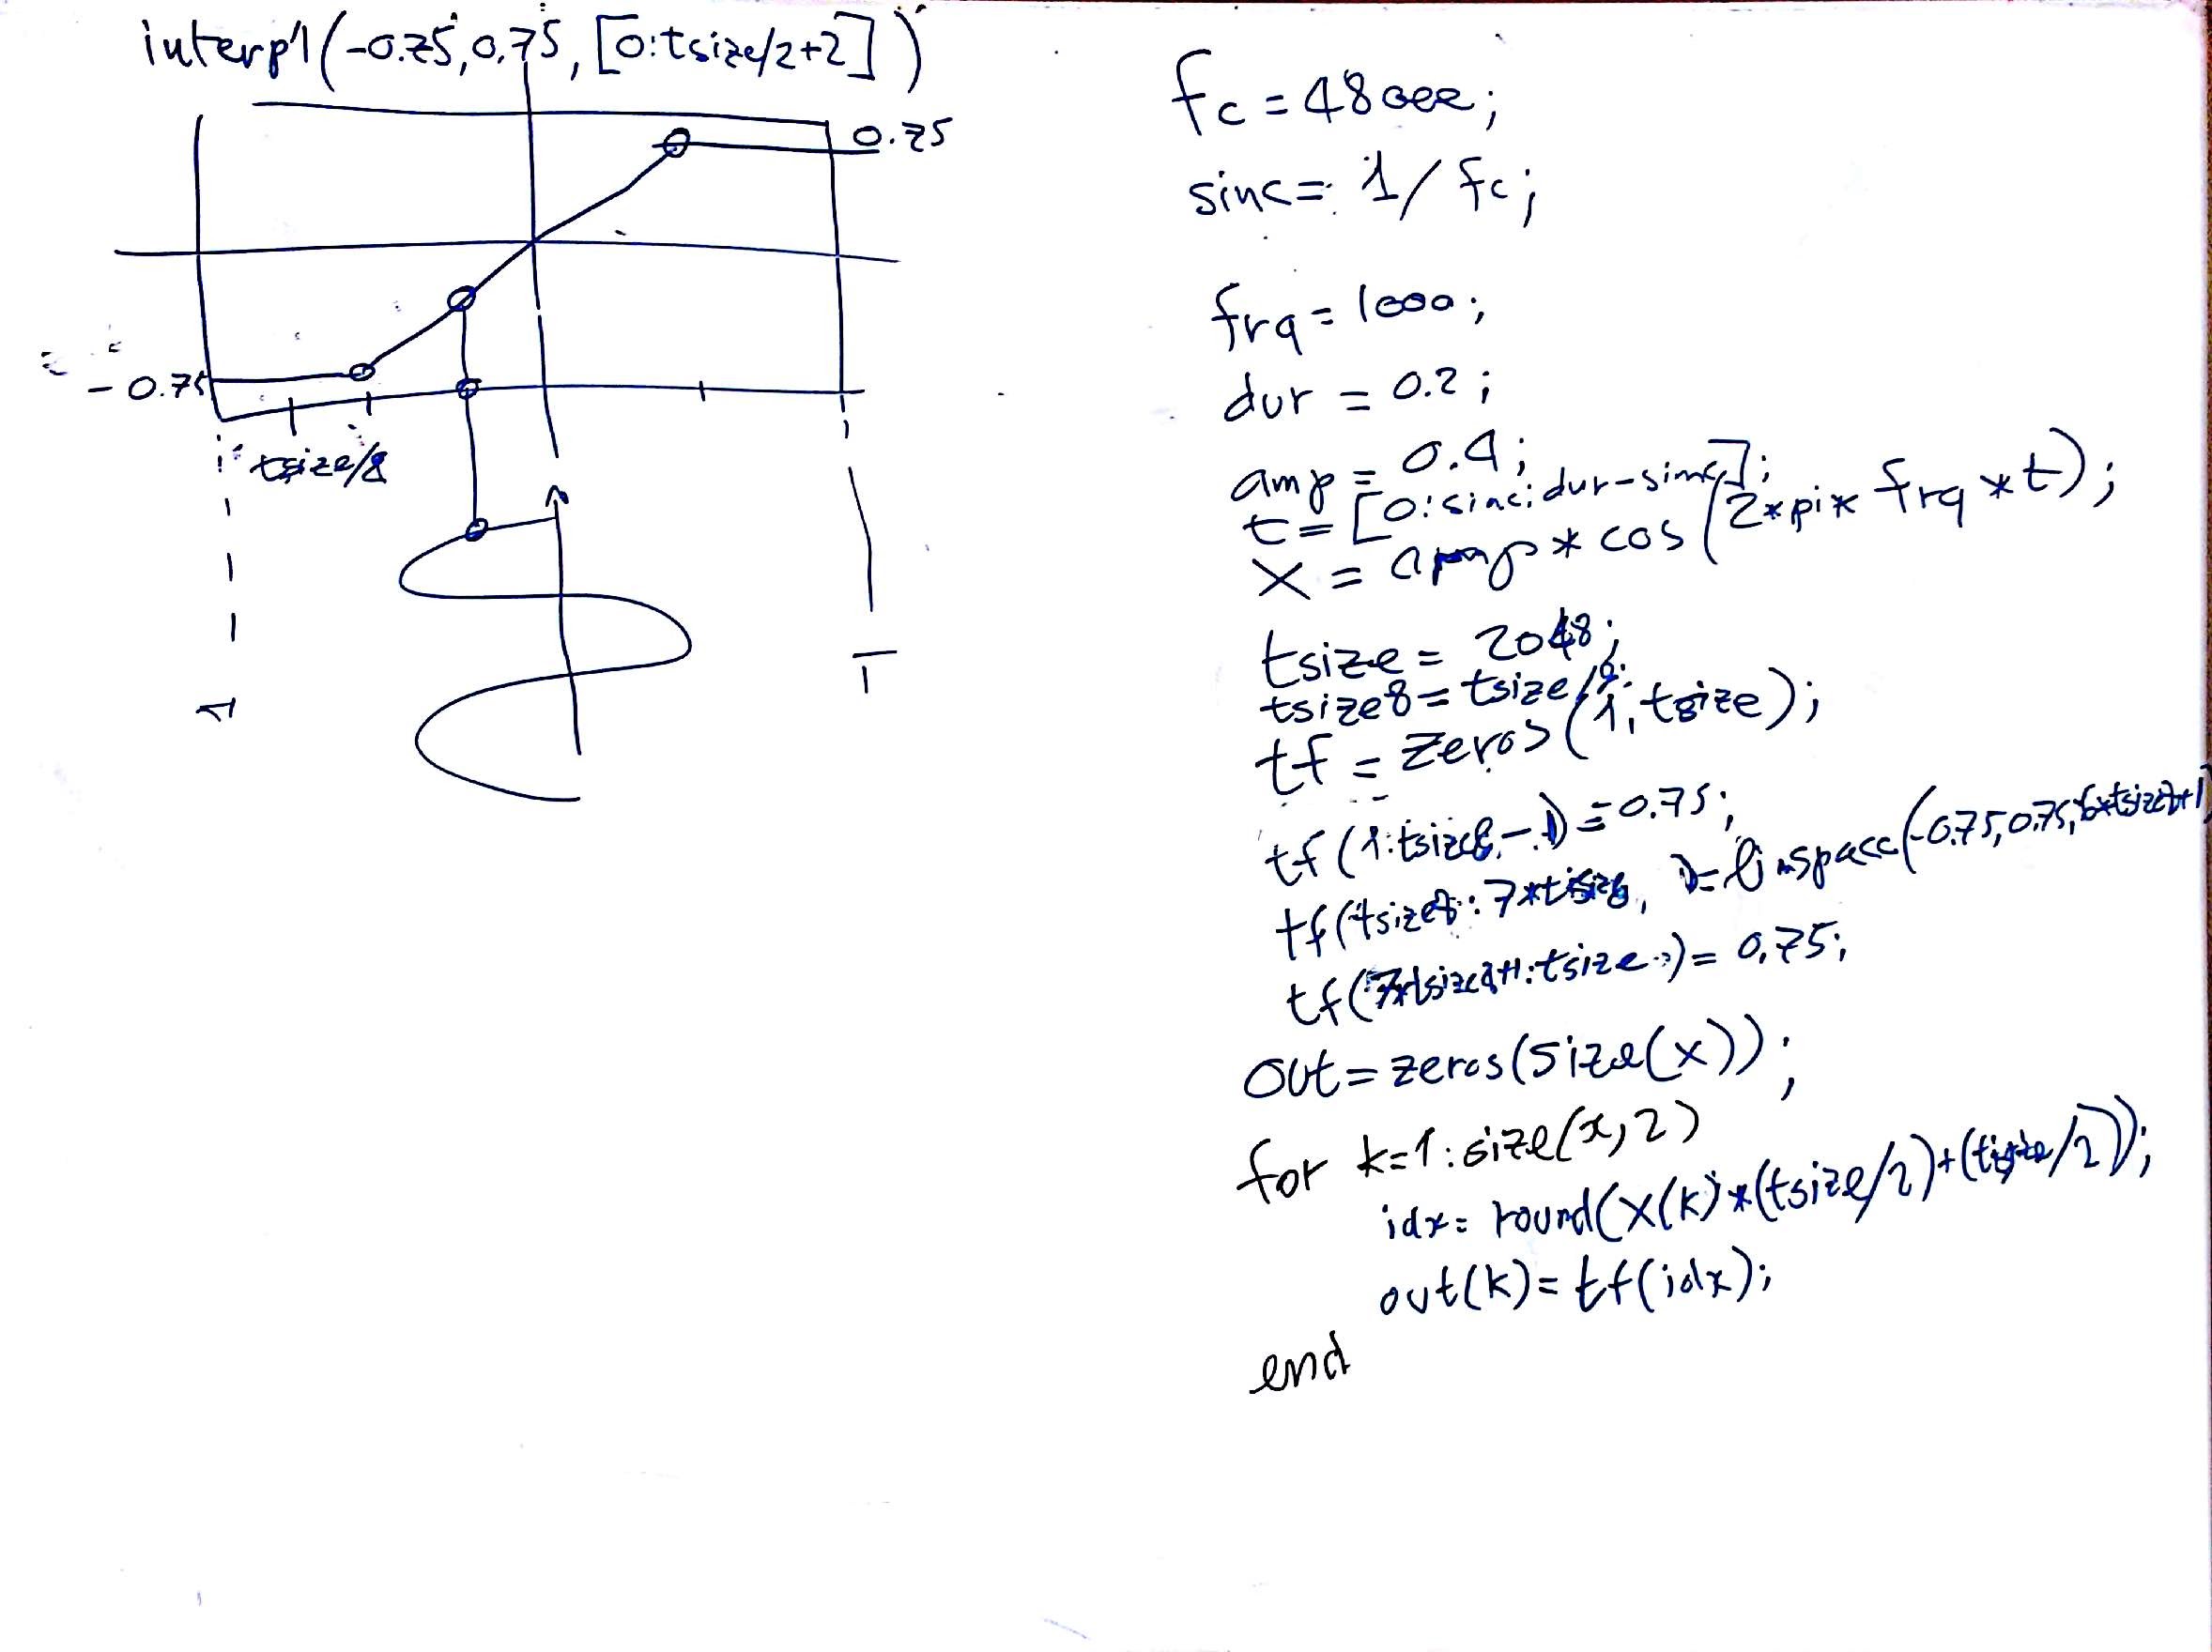 interp1(-0.75,0.75,[0:tsize/2+2])
0.75
-0.75
tsize/8
fc=48000;
sinc=1/fc;
frq=1000;
dur=0.2;
amp=0.4;
t=[0:sinc:dur-sinc];
x=amp*cos(2*pi*frq*t);
tsize=2048;
tsize8=tsize/8;
tf=zeros(1,tsize);
tf(1:tsize8-1)=0.75;
tf(tsize8:7*tsize8)=linspace(-0.75,0.75,6*tsize8+1
tf(7*tsize8+1:tsize)=0.75;
out=zeros(size(x));
for k=1:size(x,2)
idx=round(x(k)*(tsize/2)+(tsize/2));
out(k)=tf(idx);
end